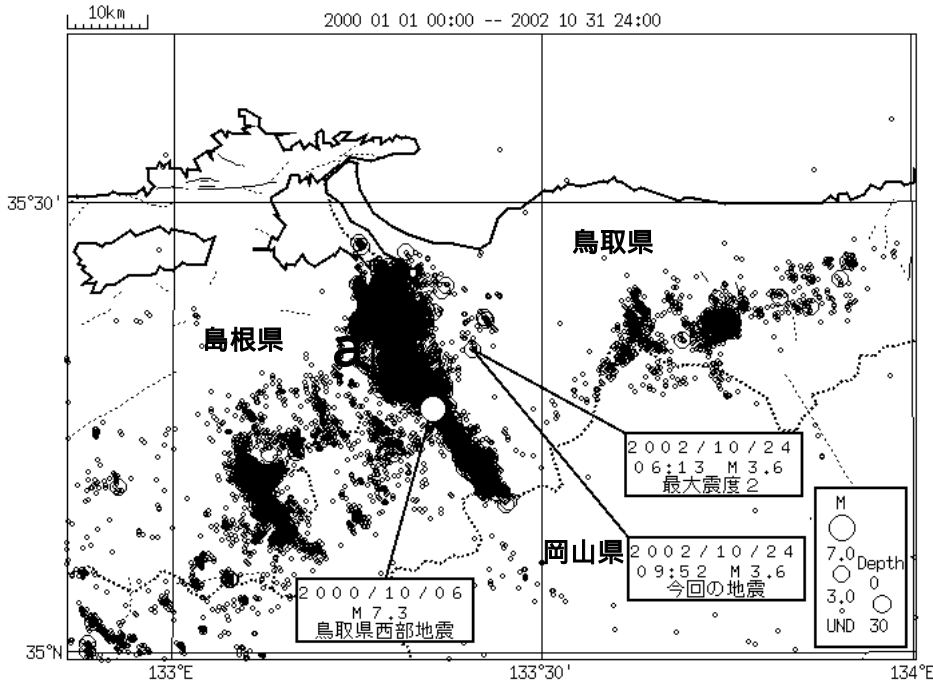 10km
2000 01 01 00:00 -- 2002 10 31 24:00
35°30'
鳥取県
島根県
a
2002/10/24
06:13 M3.6
最大震度2
岡山県
2002/10/24
09:52 M3.6
今回の地震
2000/10/06
M7.3
鳥取県西部地震
M
7.0
Depth
0
3.0
UND 30
35°N
133°E
133°30'
134°E